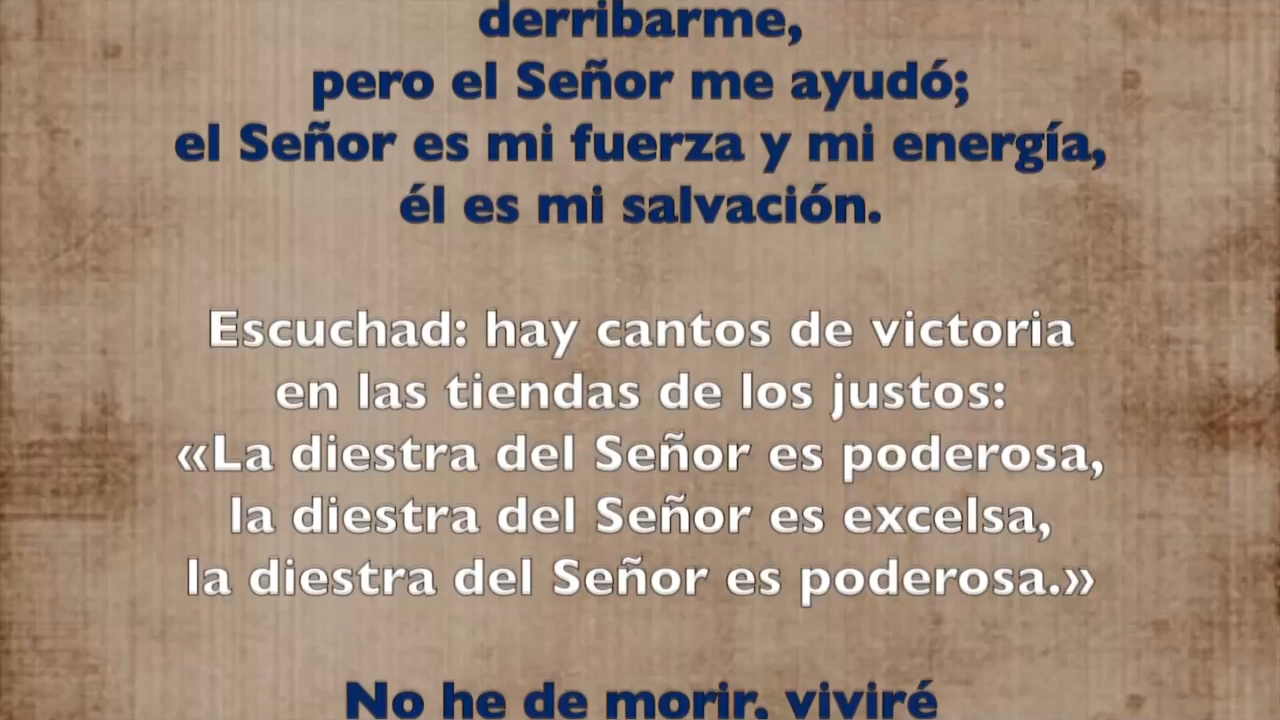 derribarme,
pero el Señor me ayudó;
el Señor es mi fuerza y mi energía,
él es mi salvación.
Escuchad: hay cantos de victoria
en las tiendas de los justos:
«La diestra del Señor es poderosa,
la diestra del Señor es excelsa,
la diestra del Señor es poderosa.»
No he de morir, viviré